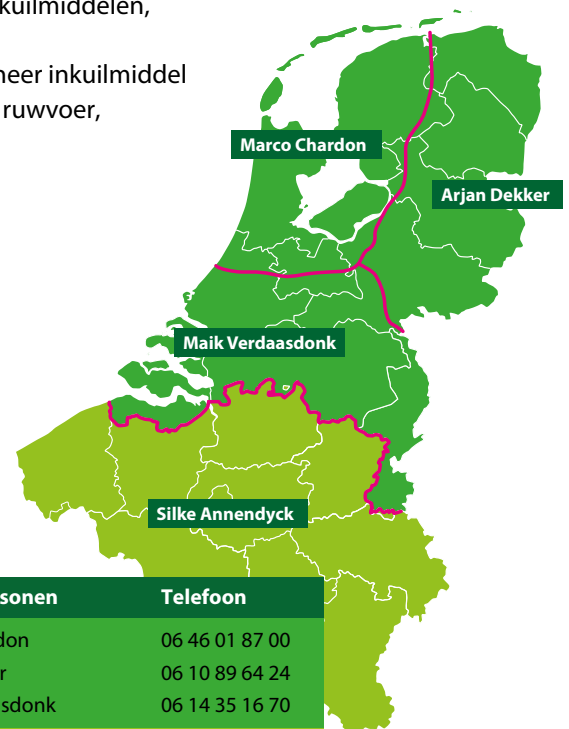 kuilmiddelen,
neer inkuilmiddel
ruwvoer,
Marco Chardon
Arjan Dekker
Maik Verdaasdonk
Silke Annendyck
sonen Telefoon
don 06 46 01 87 00
r 06 10 89 64 24
sdonk 06 14 35 16 70